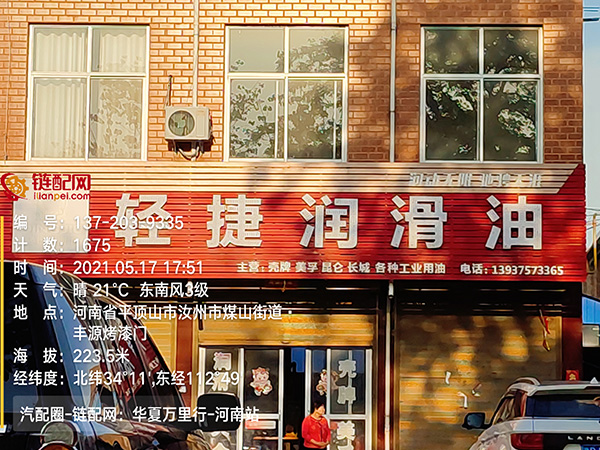 链配网
ilianpei.com
轻捷润滑油
编 号：137-203-9335
计 数：1675
时 间：2021.05.17 17:51
主营：壳牌 美孚 昆仑 长城 各种工业用油 电话：13937573365
天 气：晴 21°C 东南风3级
地 点：河南省平顶山市汝州市煤山街道·
丰源烤漆门
海 拔：223.5米
经纬度：北纬34°11′,东经112°49′
汽配圈-链配网：华夏万里行-河南站
壳牌
LAND